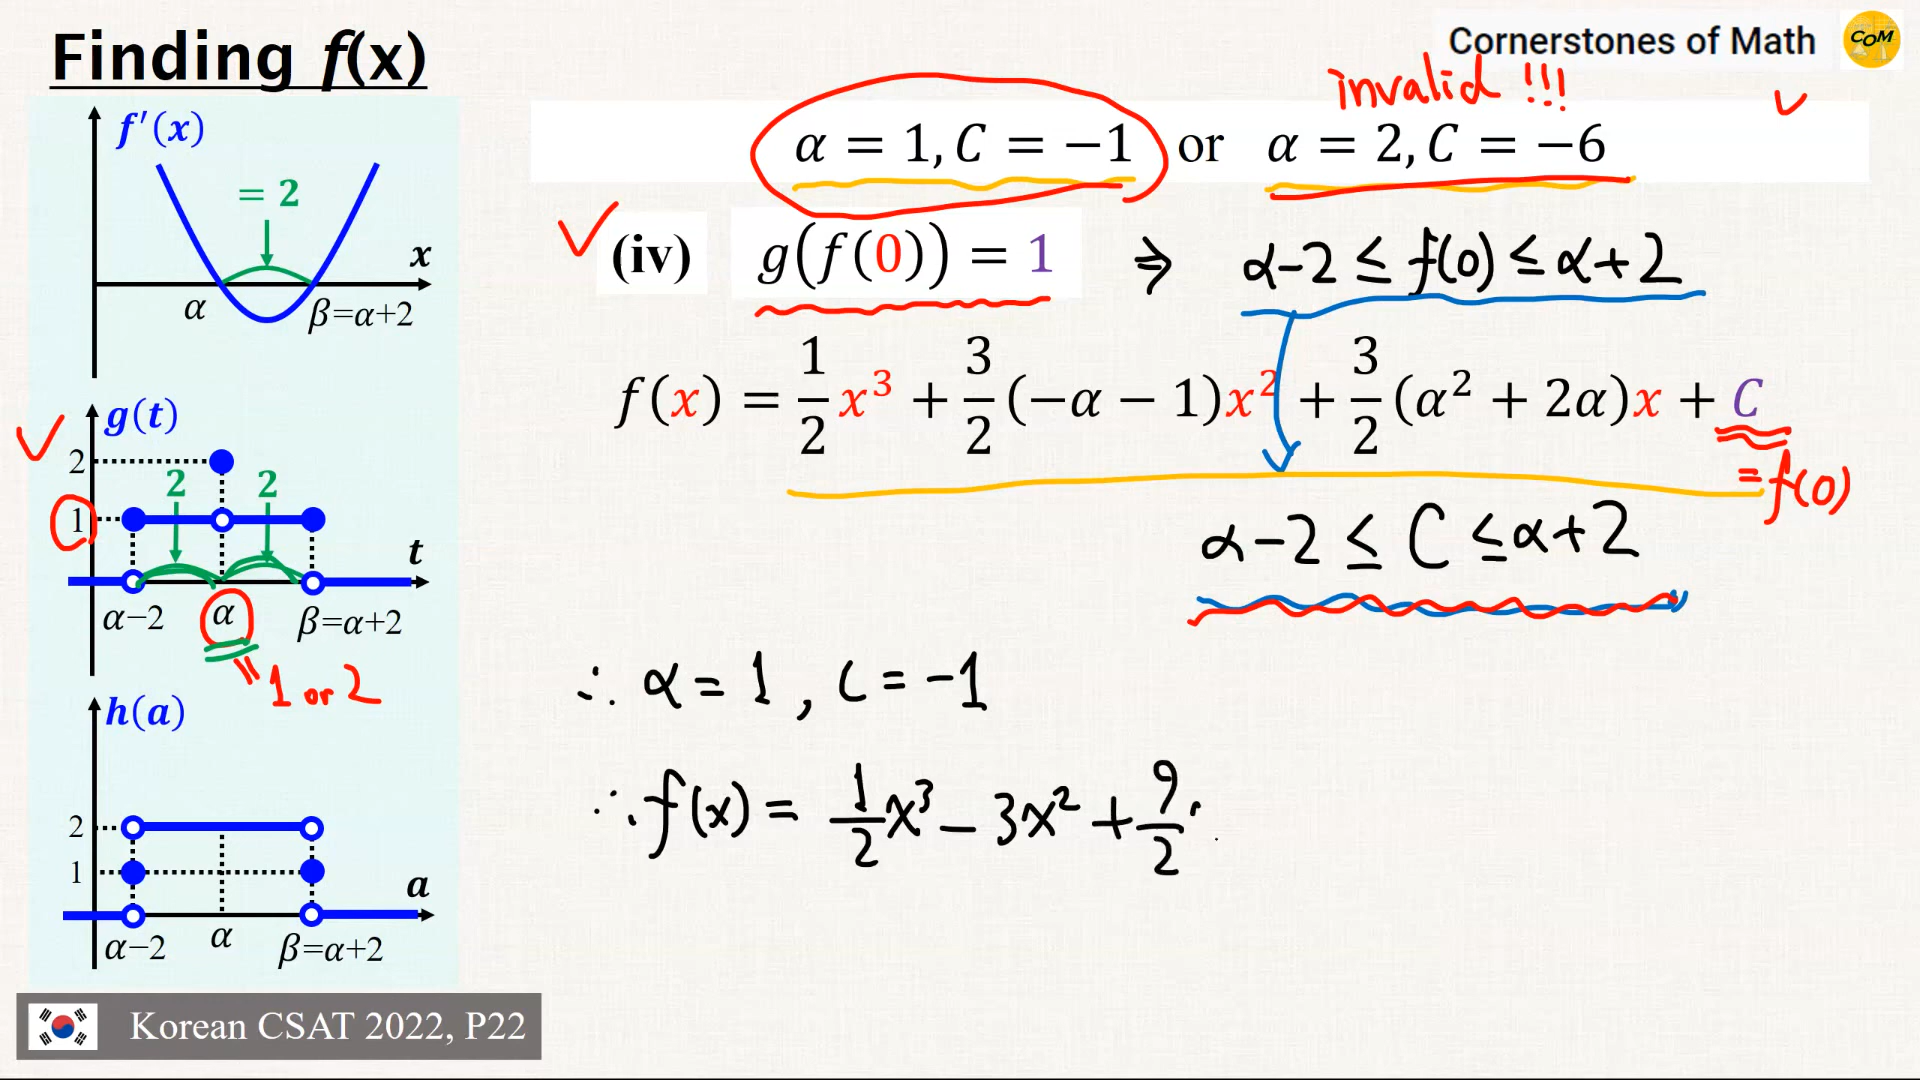 Finding f(x)
Cornerstones of Math
COM
invalid !!!
α = 1, C = −1 or α = 2, C = −6
(iv) g(f(0)) = 1 ⇒ α−2 ≤ f(0) ≤ α+2
f(x) = 1/2 x³ + 3/2 (−α − 1)x² + 3/2 (α² + 2α)x + C
= f(0)
α−2 ≤ C ≤ α+2
∴ α = 1 , C = −1
∴ f(x) = 1/2 x³ − 3x² + 9/2
f′(x)
= 2
x
α
β=α+2
g(t)
2
2 2
1
t
α−2 α β=α+2
= 1 or 2
h(a)
2
1
a
α−2 α β=α+2
Korean CSAT 2022, P22